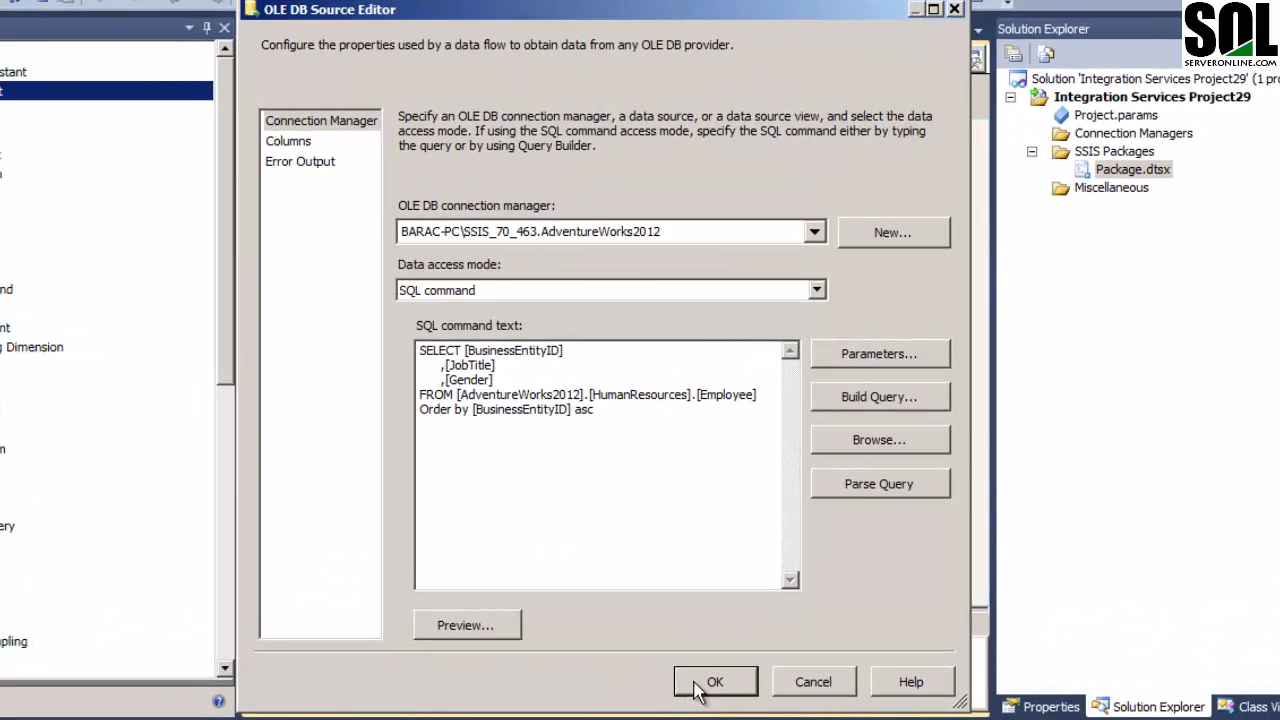 OLE DB Source Editor
Configure the properties used by a data flow to obtain data from any OLE DB provider.
Connection Manager
Columns
Error Output
Specify an OLE DB connection manager, a data source, or a data source view, and select the data
access mode. If using the SQL command access mode, specify the SQL command either by typing
the query or by using Query Builder.
OLE DB connection manager:
BARAC-PC\SSIS_70_463.AdventureWorks2012
New...
Data access mode:
SQL command
SQL command text:
SELECT [BusinessEntityID]
,[JobTitle]
,[Gender]
FROM [AdventureWorks2012].[HumanResources].[Employee]
Order by [BusinessEntityID] asc
Parameters...
Build Query...
Browse...
Parse Query
Preview...
OK
Cancel
Help
Solution Explorer
SQL
SERVERONLINE.COM
Solution 'Integration Services Project29' (1 pro
Integration Services Project29
Project.params
Connection Managers
SSIS Packages
Package.dtsx
Miscellaneous
Properties
Solution Explorer
Class Vi
stant
t
nd
nt
g Dimension
m
ery
pling